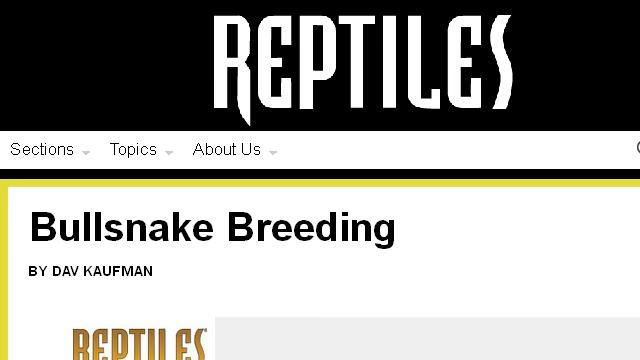 REPTILES
Sections Topics About Us
Bullsnake Breeding
BY DAV KAUFMAN
REPTILES